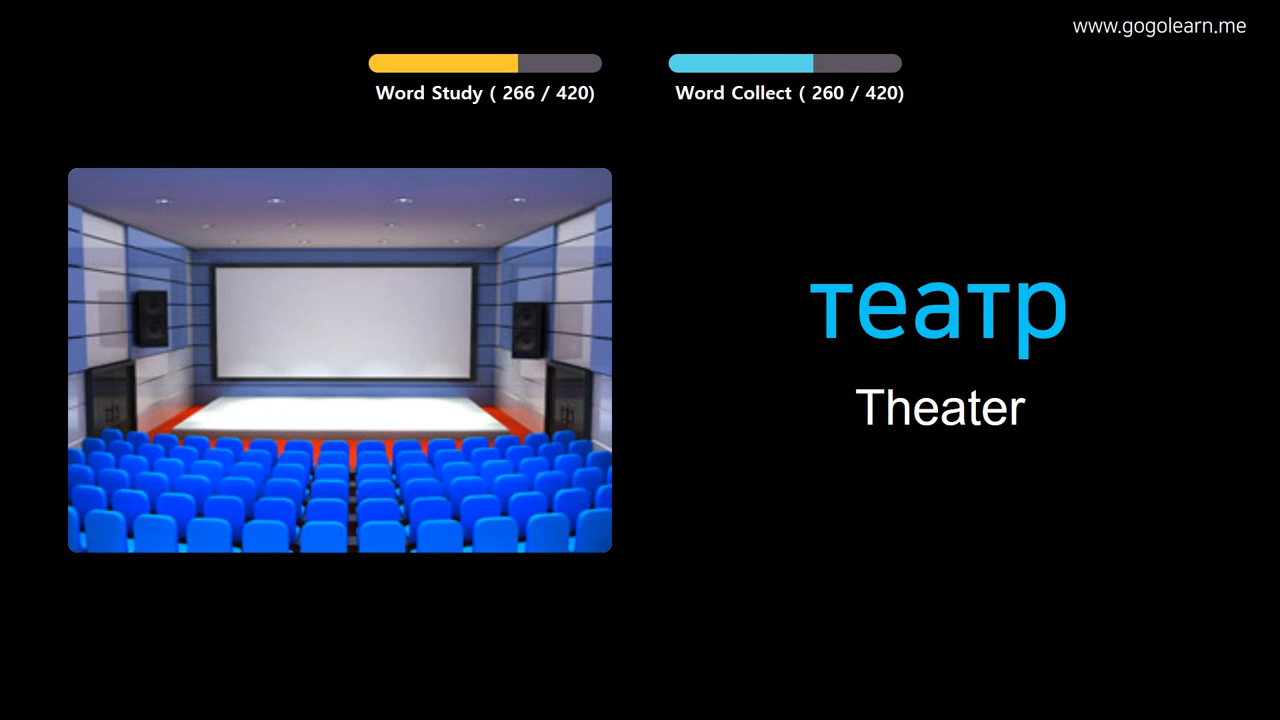 www.gogolearn.me
Word Study ( 266 / 420)
Word Collect ( 260 / 420)
театр
Theater